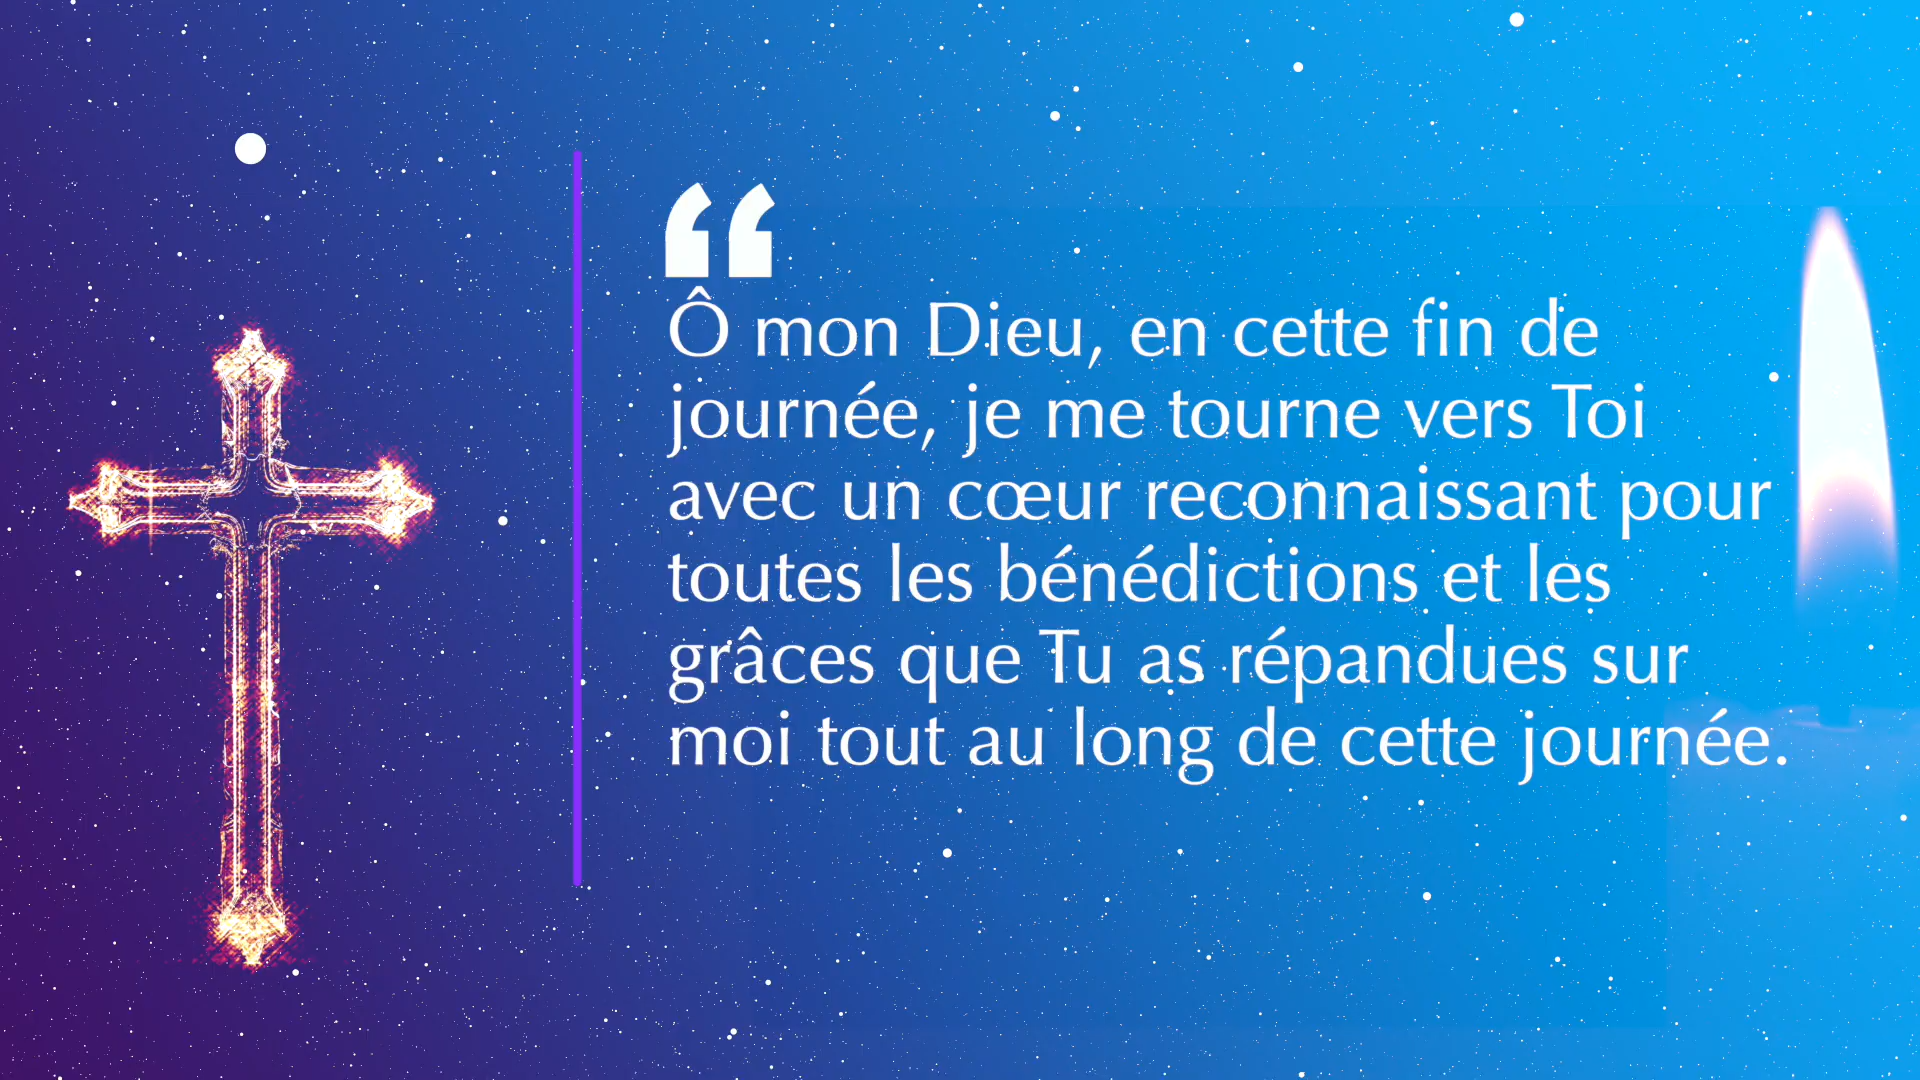 “
Ô mon Dieu, en cette fin de
journée, je me tourne vers Toi
avec un cœur reconnaissant pour
toutes les bénédictions et les
grâces que Tu as répandues sur
moi tout au long de cette journée.